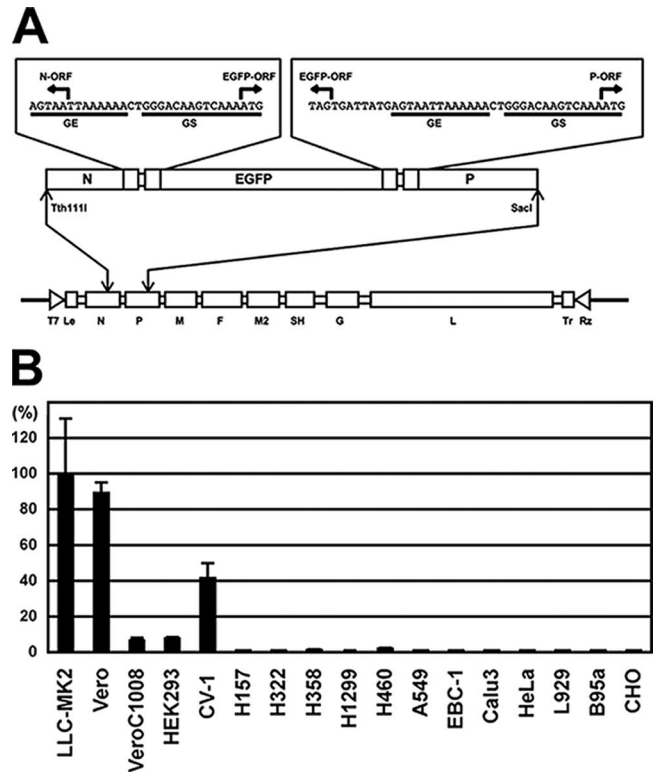 A
N-ORF EGFP-ORF
AGTAATTAAAAAACTGGGACAAGTCAAAATG
GE GS
EGFP-ORF P-ORF
TAGTGATTATGAGTAATTAAAAAACTGGGACAAGTCAAAATG
GE GS
N EGFP P
Tth111I SacI
T7 Le N P M F M2 SH G L Tr Rz
B
(%)
120
100
80
60
40
20
0
LLC-MK2 Vero VeroC1008 HEK293 CV-1 H157 H322 H358 H1299 H460 A549 EBC-1 Calu3 HeLa L929 B95a CHO